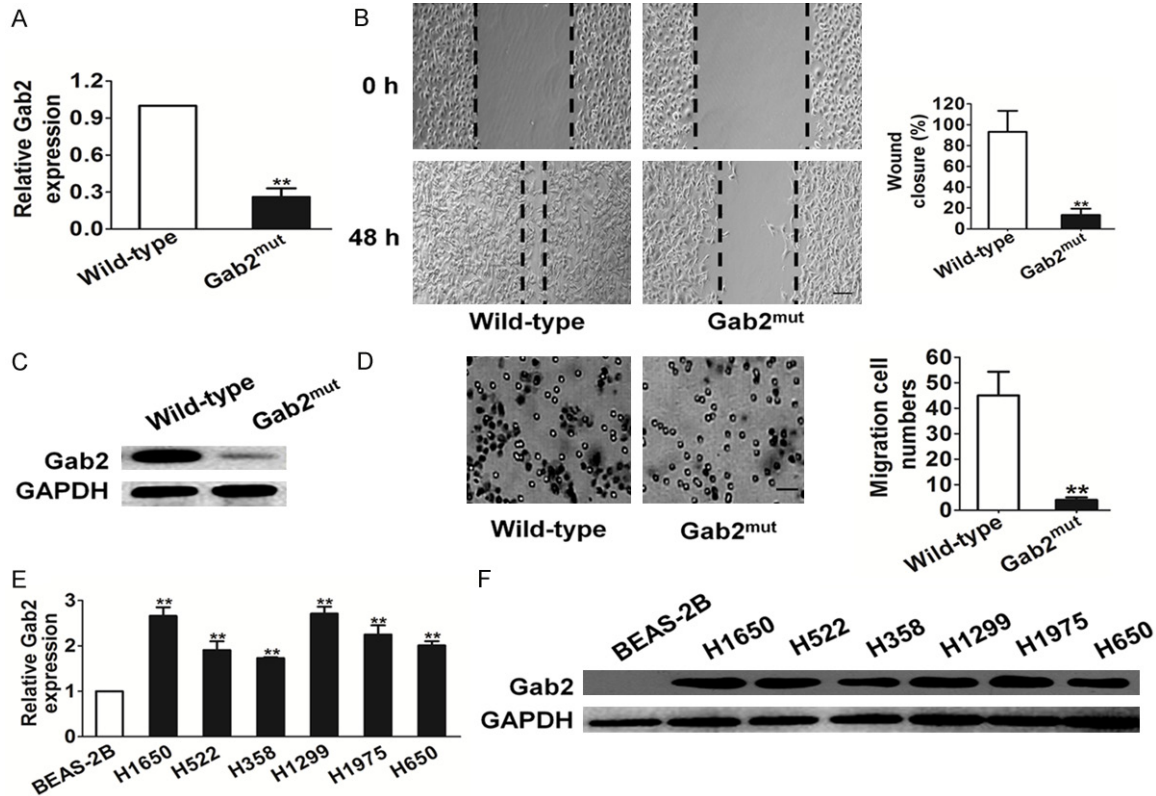 A
Relative Gab2
expression
1.2
0.9
0.6
0.3
0.0
**
Wild-type
Gab2mut
B
0 h
48 h
Wild-type
Gab2mut
Wound
closure (%)
120
100
80
60
40
20
0
**
Wild-type
Gab2mut
C
Wild-type
Gab2mut
Gab2
GAPDH
D
Wild-type
Gab2mut
Migration cell
numbers
60
50
40
30
20
10
0
**
Wild-type
Gab2mut
E
Relative Gab2
expression
3
2
1
0
**
**
**
**
**
**
BEAS-2B
H1650
H522
H358
H1299
H1975
H650
F
BEAS-2B
H1650
H522
H358
H1299
H1975
H650
Gab2
GAPDH